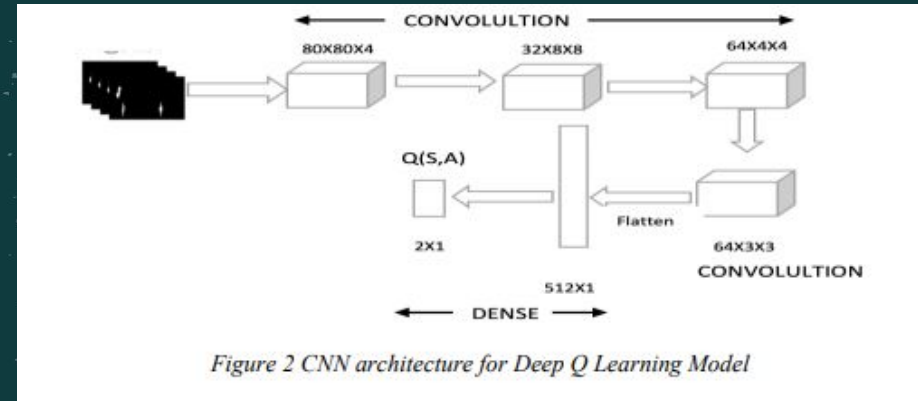 CONVOLULTION
80X80X4
32X8X8
64X4X4
Q(S,A)
Flatten
2X1
64X3X3
CONVOLULTION
512X1
DENSE
Figure 2 CNN architecture for Deep Q Learning Model